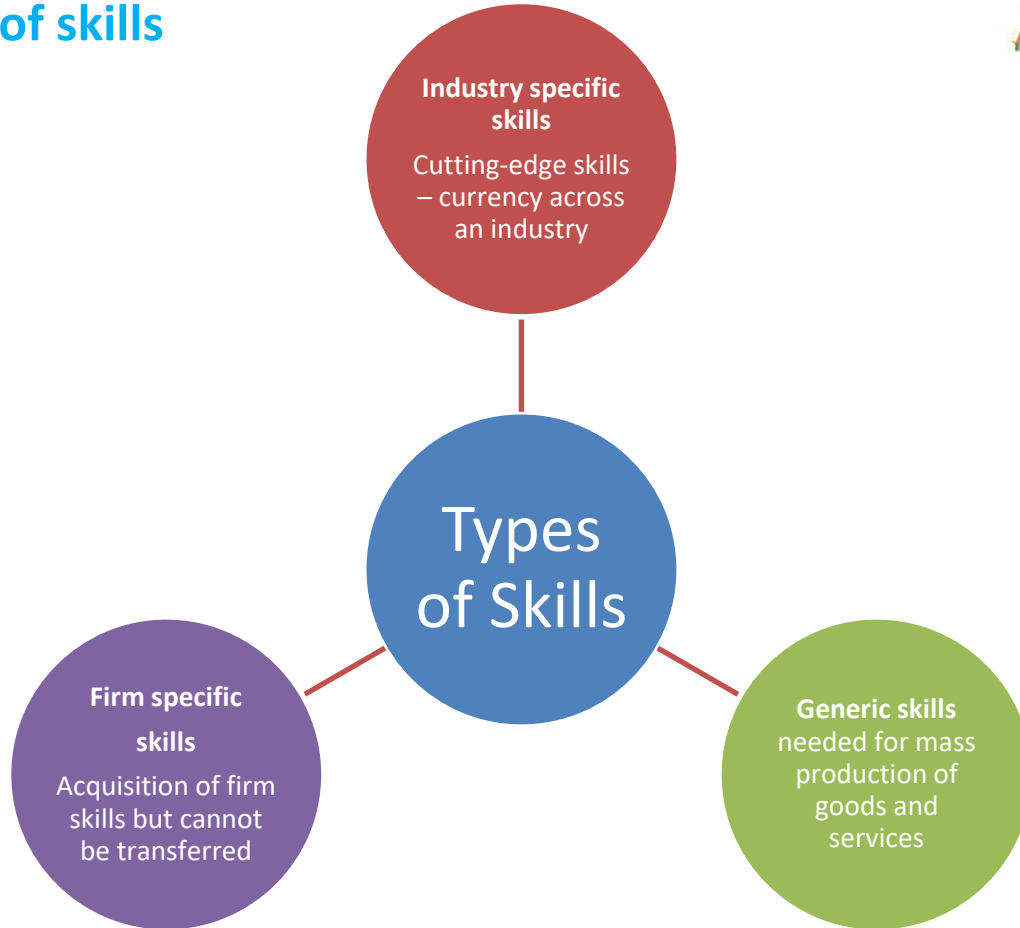 of skills
Industry specific
skills
Cutting-edge skills
– currency across
an industry
Types
of Skills
Firm specific
skills
Acquisition of firm
skills but cannot
be transferred
Generic skills
needed for mass
production of
goods and
services